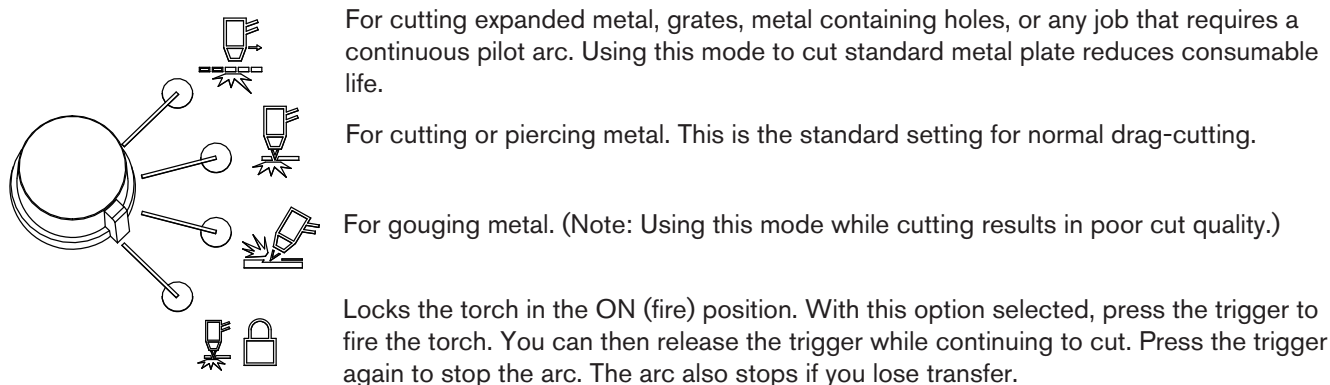 For cutting expanded metal, grates, metal containing holes, or any job that requires a
continuous pilot arc. Using this mode to cut standard metal plate reduces consumable
life.
For cutting or piercing metal. This is the standard setting for normal drag-cutting.
For gouging metal. (Note: Using this mode while cutting results in poor cut quality.)
Locks the torch in the ON (fire) position. With this option selected, press the trigger to
fire the torch. You can then release the trigger while continuing to cut. Press the trigger
again to stop the arc. The arc also stops if you lose transfer.